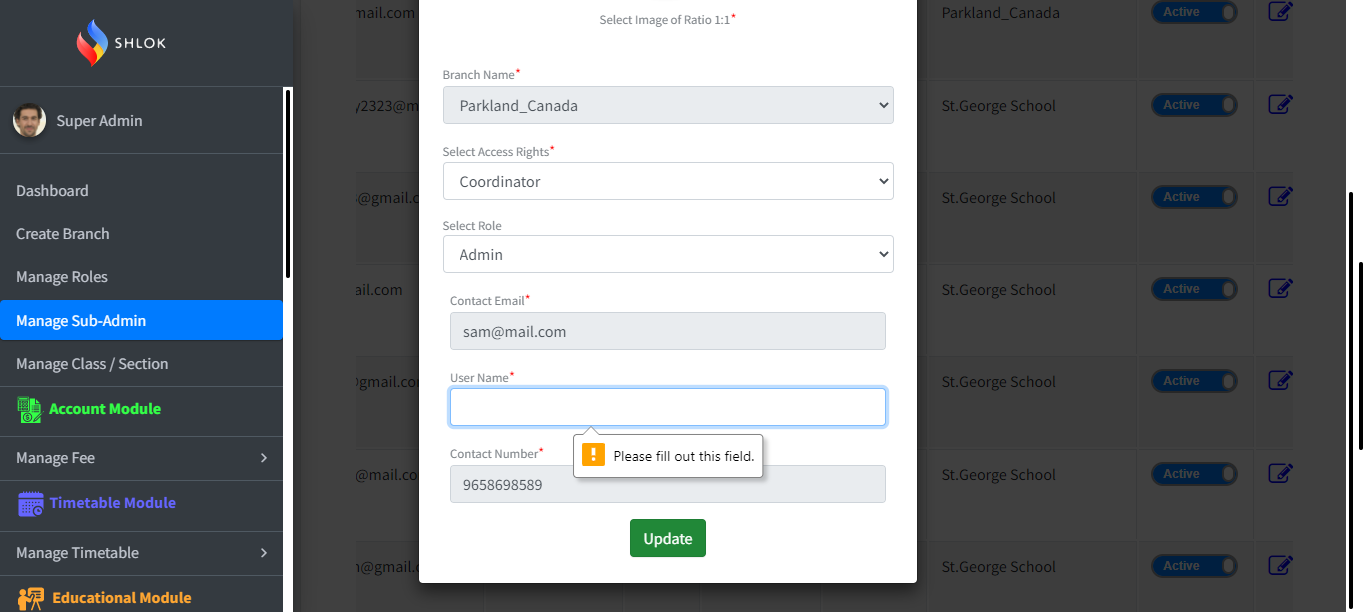 SHLOK
Super Admin
Dashboard
Create Branch
Manage Roles
Manage Sub-Admin
Manage Class / Section
Account Module
Manage Fee
Timetable Module
Manage Timetable
Educational Module
Select Image of Ratio 1:1*
Branch Name*
Parkland_Canada
Select Access Rights*
Coordinator
Select Role
Admin
Contact Email*
sam@mail.com
User Name*
Please fill out this field.
Contact Number*
9658698589
Update
mail.com Parkland_Canada Active
y2323@m St.George School Active
@gmail.c St.George School Active
ail.com St.George School Active
@gmail.co St.George School Active
@mail.co St.George School Active
@gmail. St.George School Active